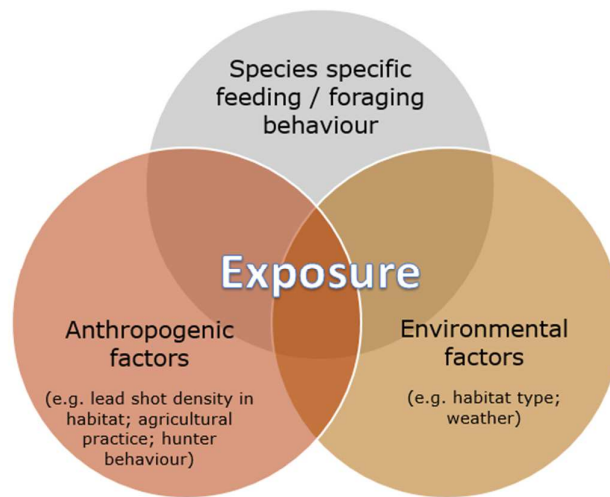 Species specific
feeding / foraging
behaviour
Exposure
Anthropogenic
factors
(e.g. lead shot density in
habitat; agricultural
practice; hunter
behaviour)
Environmental
factors
(e.g. habitat type;
weather)